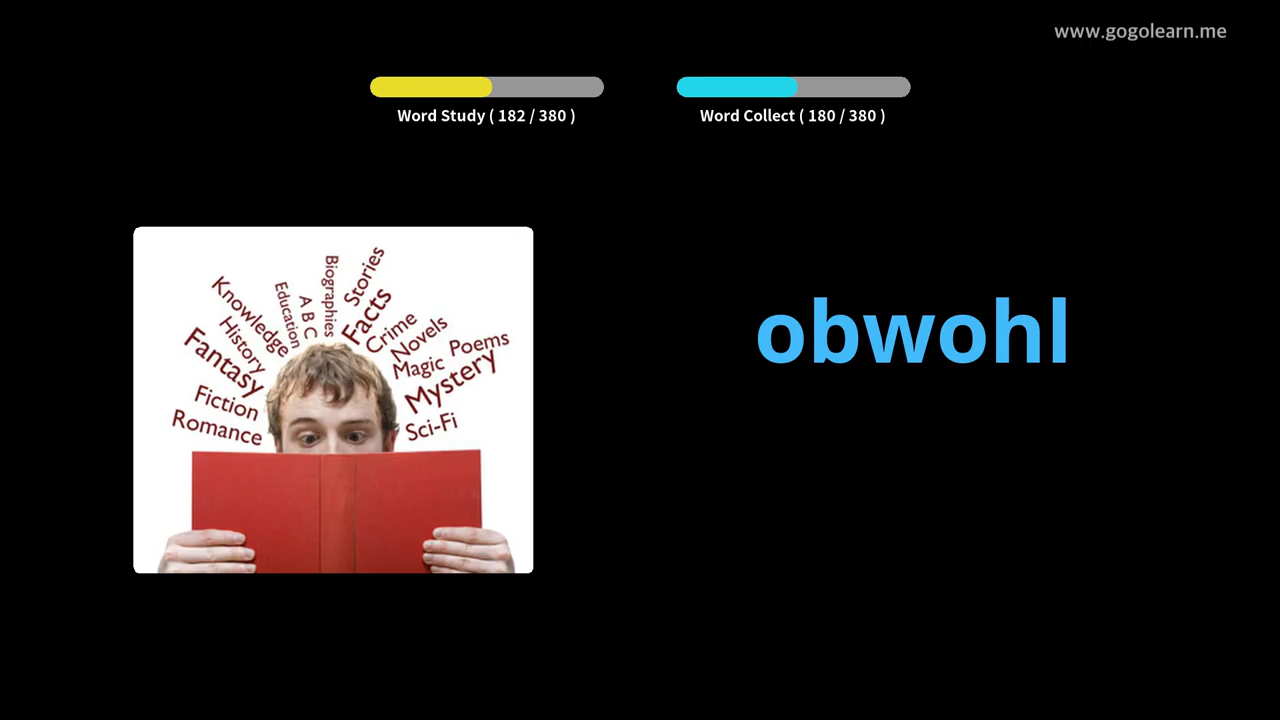 www.gogolearn.me
Word Study ( 182 / 380 )
Word Collect ( 180 / 380 )
Biographies
Stories
Education
A B C
Facts
Knowledge
Crime
History
Novels
Fantasy
Magic
Poems
Mystery
Fiction
Romance
Sci-Fi
obwohl